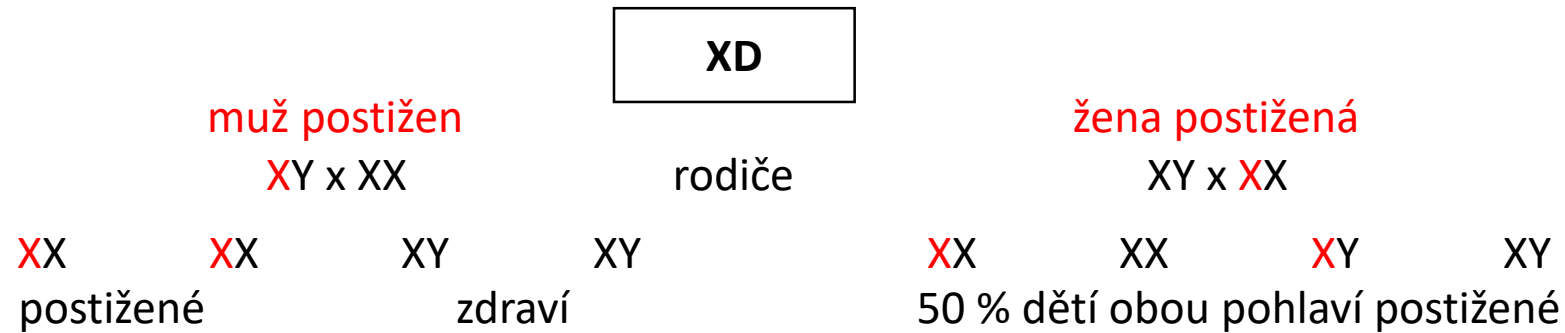 XD
muž postižen žena postižená
XY x XX rodiče XY x XX
XX XX XY XY XX XX XY XY
postižené zdraví 50 % dětí obou pohlaví postižené